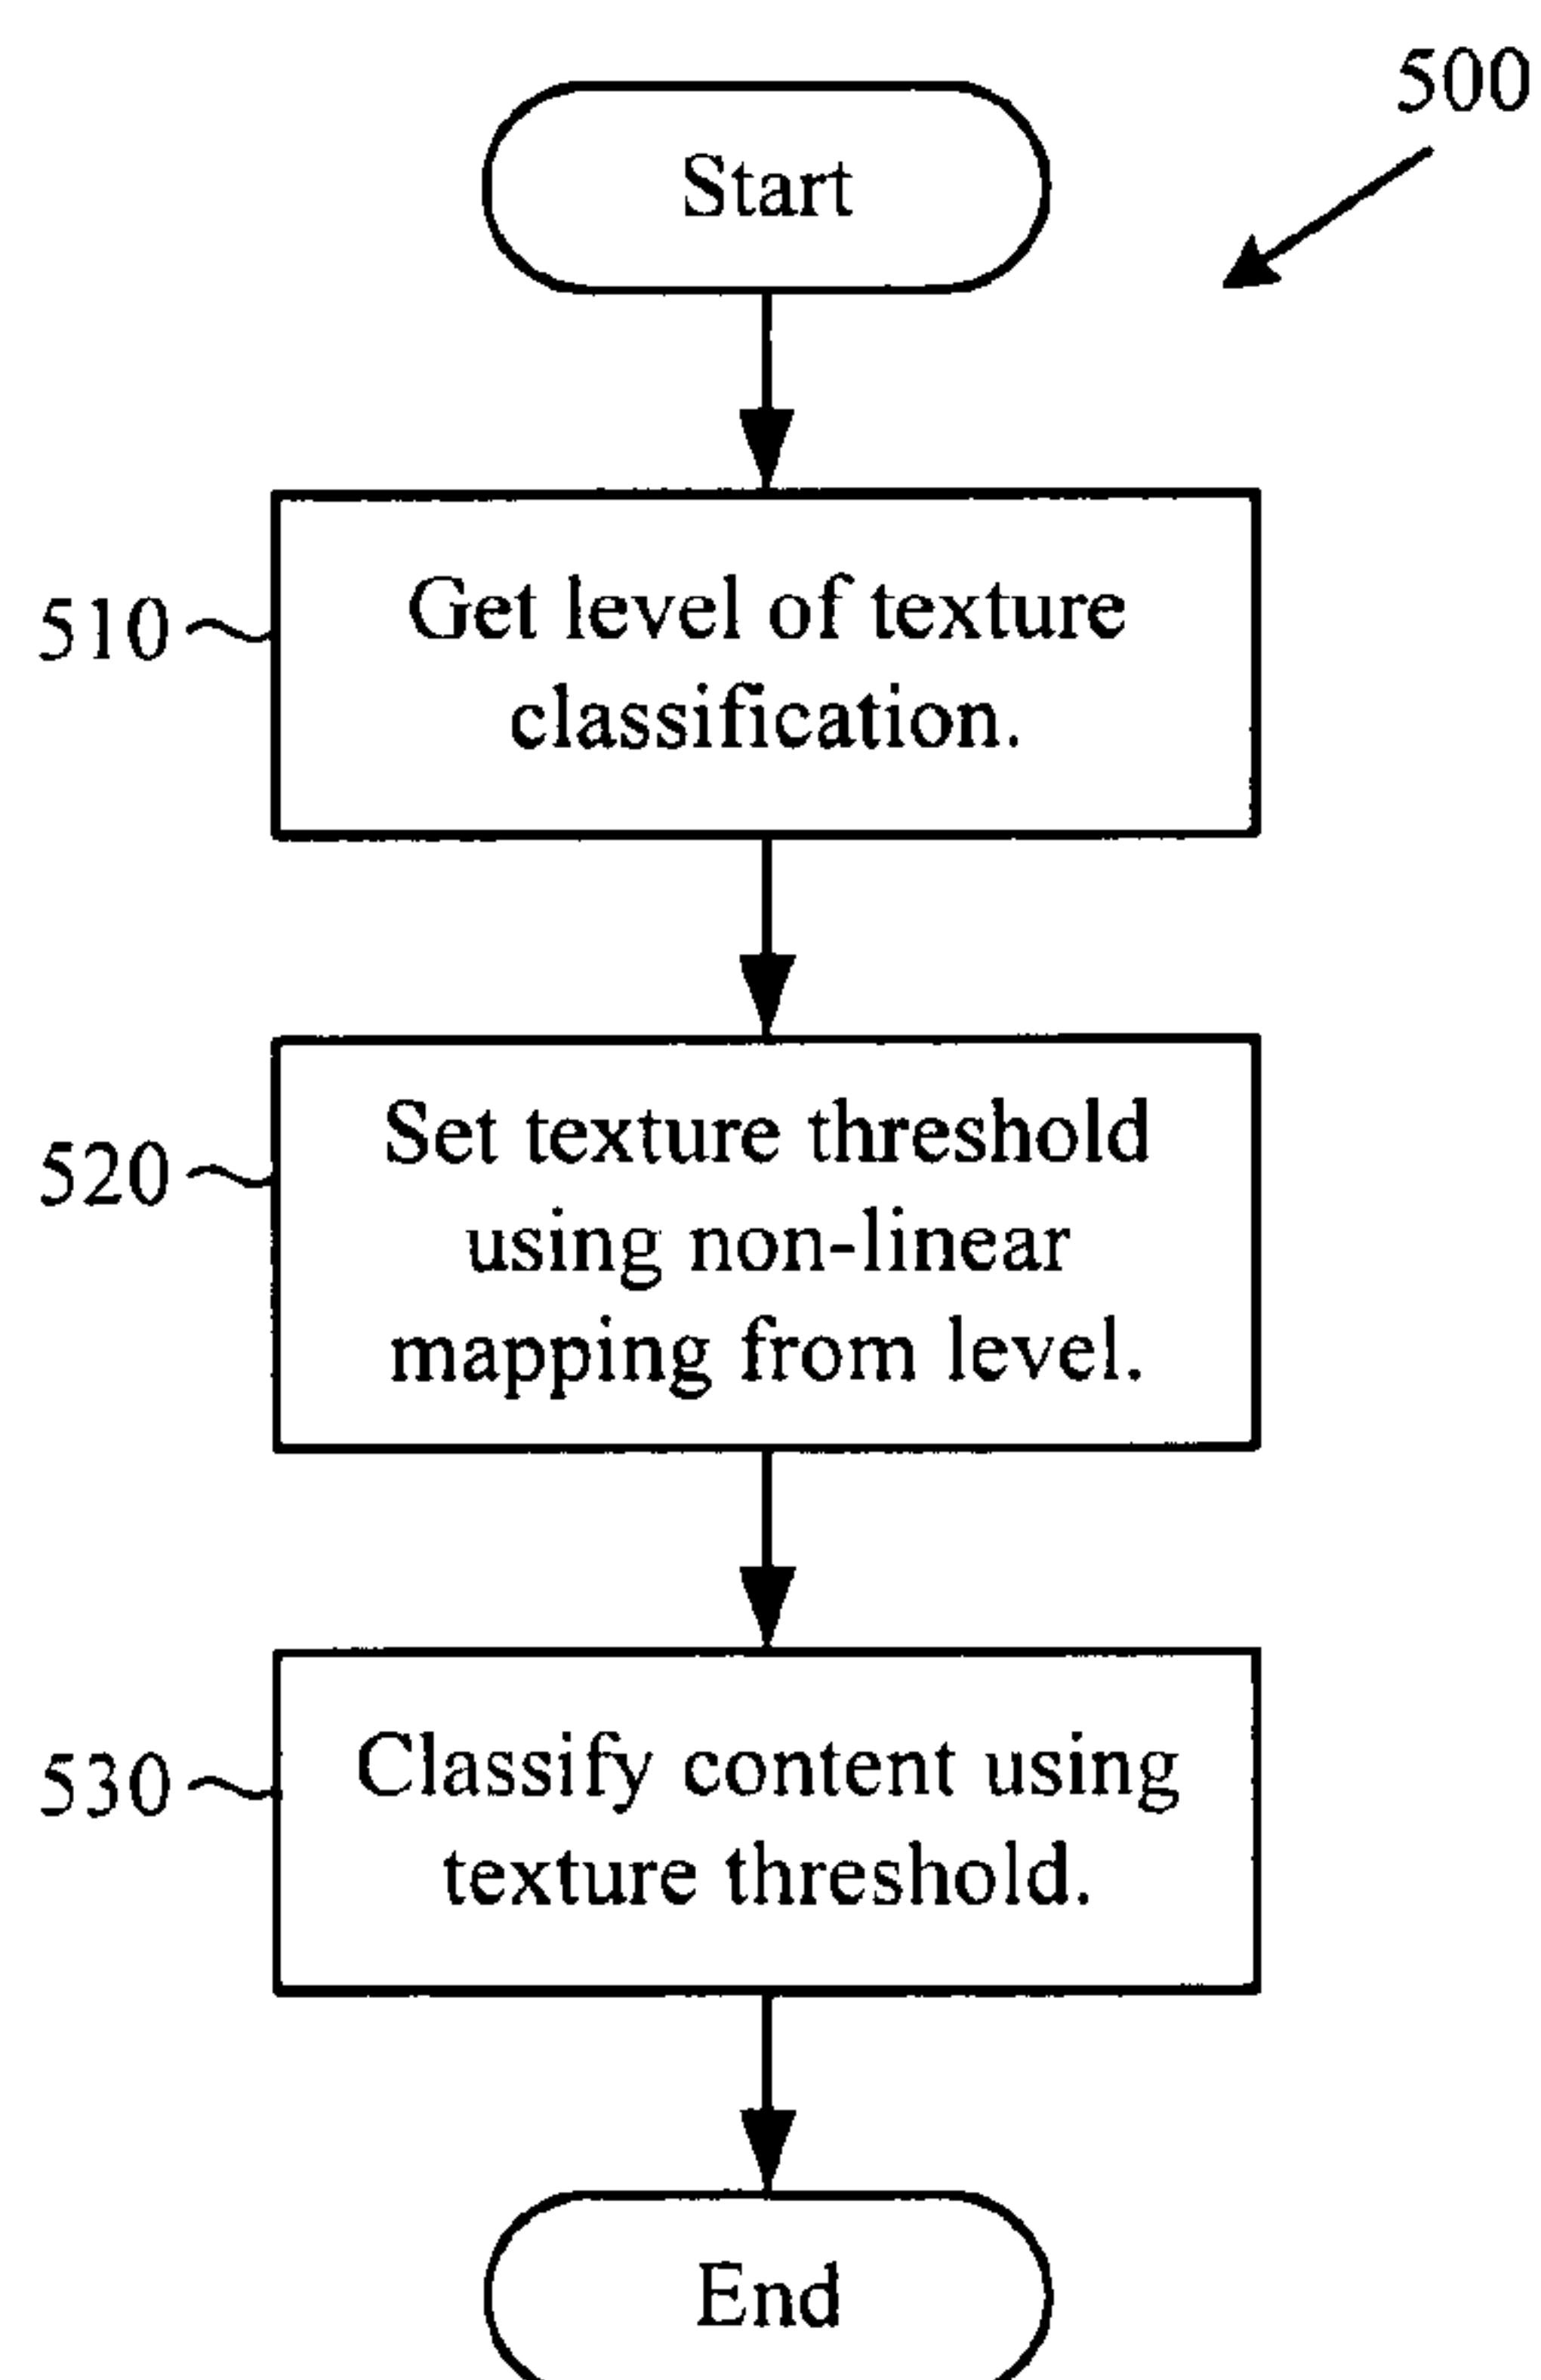 500
Start
510
Get level of texture
classification.
520
Set texture threshold
using non-linear
mapping from level.
530
Classify content using
texture threshold.
End